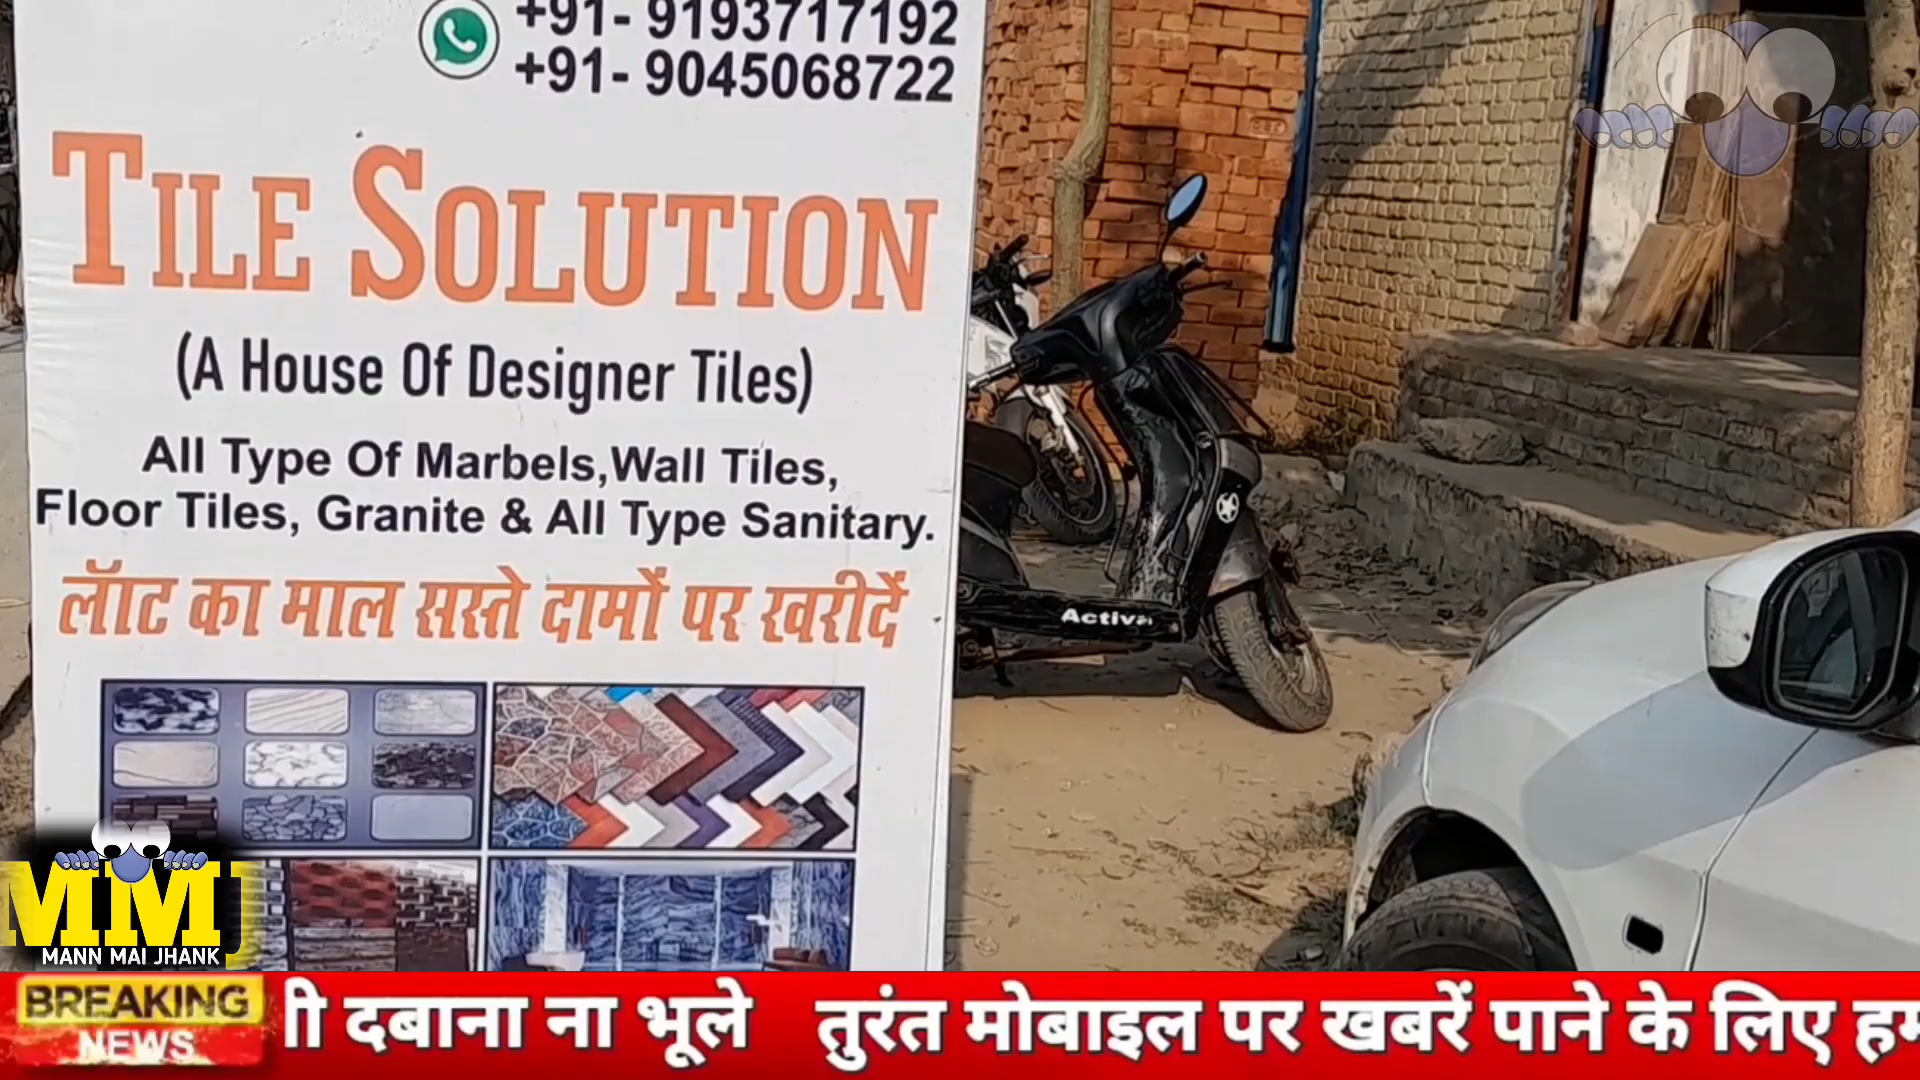 +91- 9193717192
+91- 9045068722
TILE SOLUTION
(A House Of Designer Tiles)
All Type Of Marbels,Wall Tiles,
Floor Tiles, Granite & All Type Sanitary.
लॅाट का माल सस्ते दामों पर खरीदें
Activa
MMJ
MANN MAI JHANK
BREAKING
NEWS
ी दबाना ना भूले तुरंत मोबाइल पर खबरें पाने के लिए हम